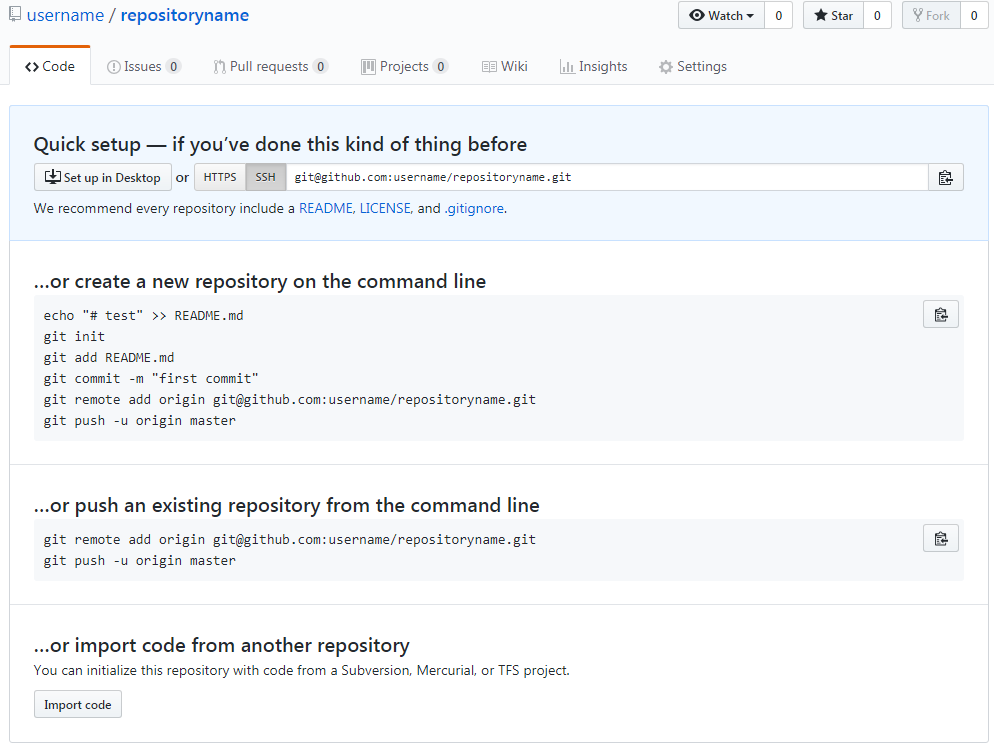 username / repositoryname
Watch 0 Star 0 Fork 0
Code Issues 0 Pull requests 0 Projects 0 Wiki Insights Settings
Quick setup — if you’ve done this kind of thing before
Set up in Desktop or HTTPS SSH git@github.com:username/repositoryname.git
We recommend every repository include a README, LICENSE, and .gitignore.
…or create a new repository on the command line
echo "# test" >> README.md
git init
git add README.md
git commit -m "first commit"
git remote add origin git@github.com:username/repositoryname.git
git push -u origin master
…or push an existing repository from the command line
git remote add origin git@github.com:username/repositoryname.git
git push -u origin master
…or import code from another repository
You can initialize this repository with code from a Subversion, Mercurial, or TFS project.
Import code